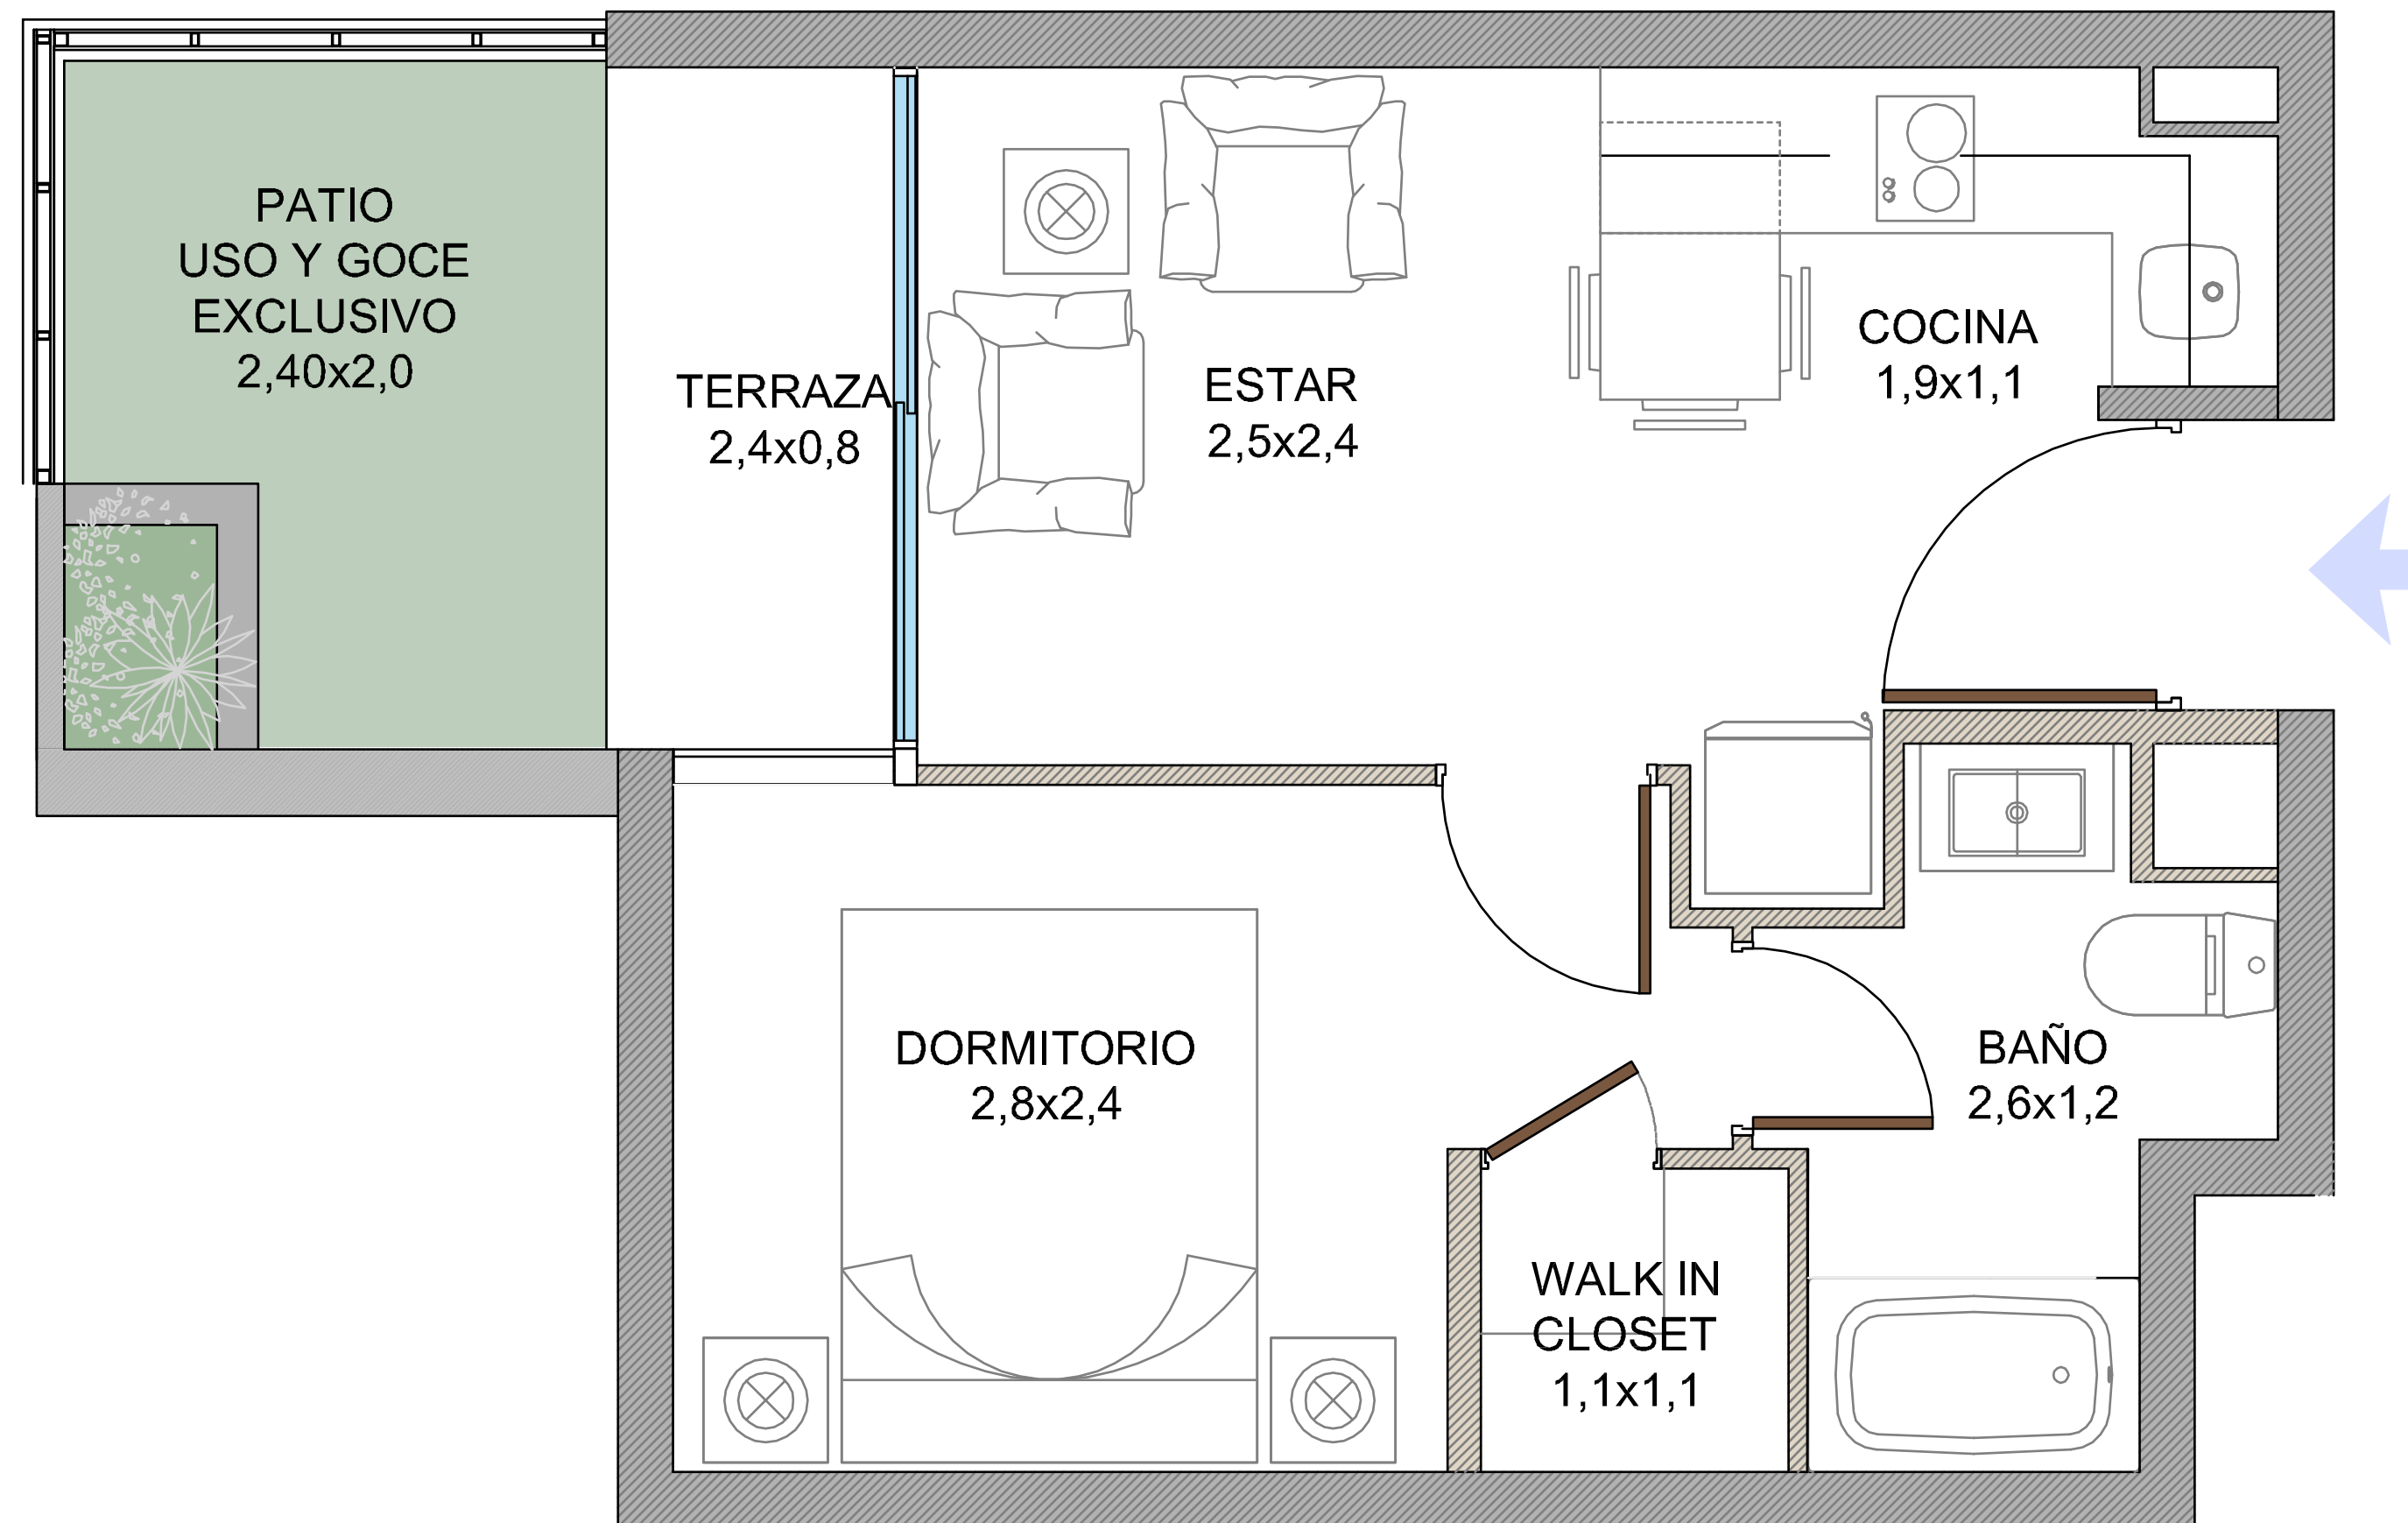 PATIO
USO Y GOCE
EXCLUSIVO
2,40x2,0
TERRAZA
2,4x0,8
ESTAR
2,5x2,4
COCINA
1,9x1,1
DORMITORIO
2,8x2,4
BAÑO
2,6x1,2
WALK IN
CLOSET
1,1x1,1